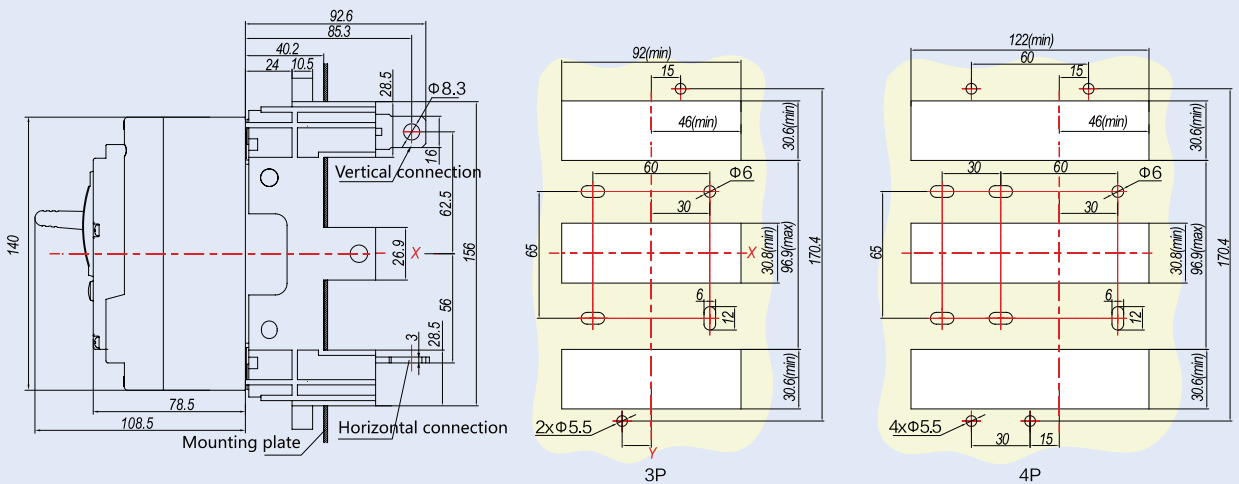 92.6
85.3
40.2
24
10.5
28.5
Φ8.3
16
Vertical connection
62.5
140
X
26.9
156
56
3
28.5
78.5
108.5
Mounting plate
Horizontal connection
92(min)
15
46(min)
30.6(min)
60
Φ6
30
65
X
30.8(min)
96.9(max)
170.4
6
12
30.6(min)
2xΦ5.5
Y
3P
122(min)
60
15
46(min)
30.6(min)
30
60
Φ6
30
65
30.8(min)
96.9(max)
170.4
6
12
30.6(min)
4xΦ5.5
30
15
4P